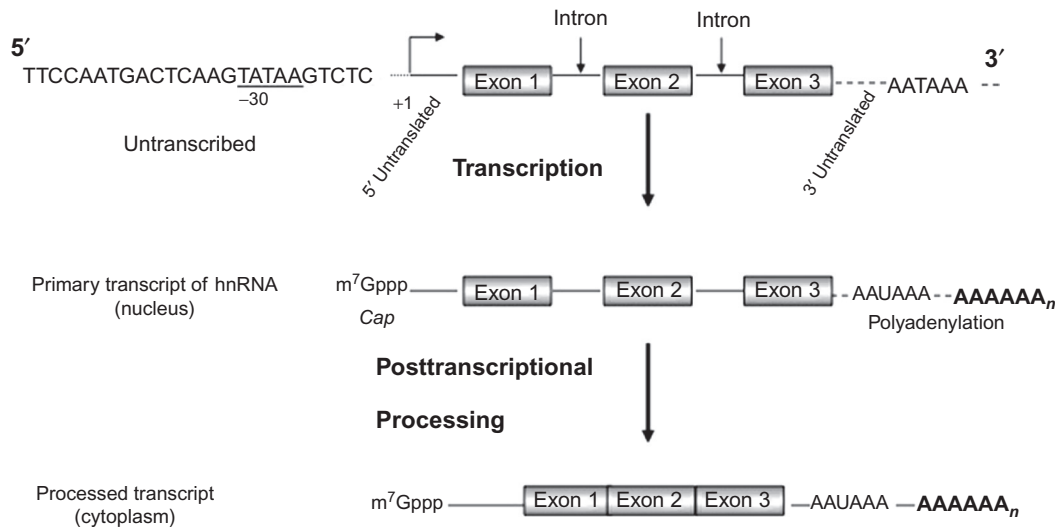 Intron Intron
5′ 3′
TTCCAATGACTCAAGTATAAGTCTC Exon 1 Exon 2 Exon 3 AATAAA
−30 +1
Untranscribed
5′ Untranslated
3′ Untranslated
Transcription
Primary transcript of hnRNA
(nucleus)
m⁷Gppp Exon 1 Exon 2 Exon 3 AAUAAA AAAAAAₙ
Cap Polyadenylation
Posttranscriptional
Processing
Processed transcript
(cytoplasm)
m⁷Gppp Exon 1 Exon 2 Exon 3 AAUAAA AAAAAAₙ